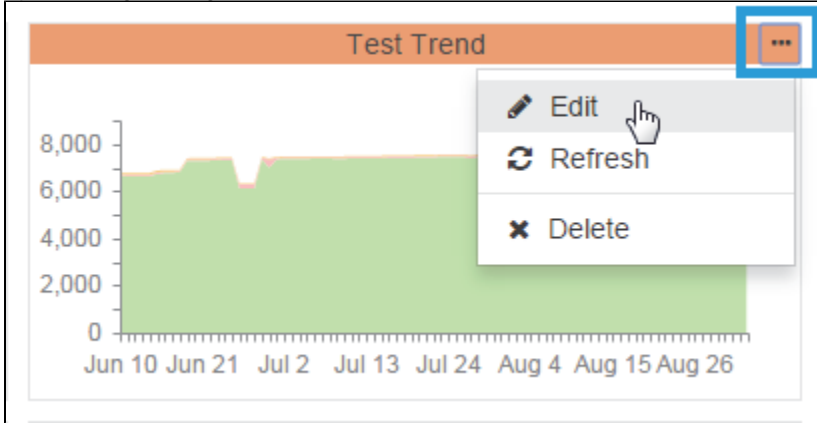 Test Trend
...
Edit
Refresh
Delete
8,000
6,000
4,000
2,000
0
Jun 10 Jun 21 Jul 2 Jul 13 Jul 24 Aug 4 Aug 15 Aug 26